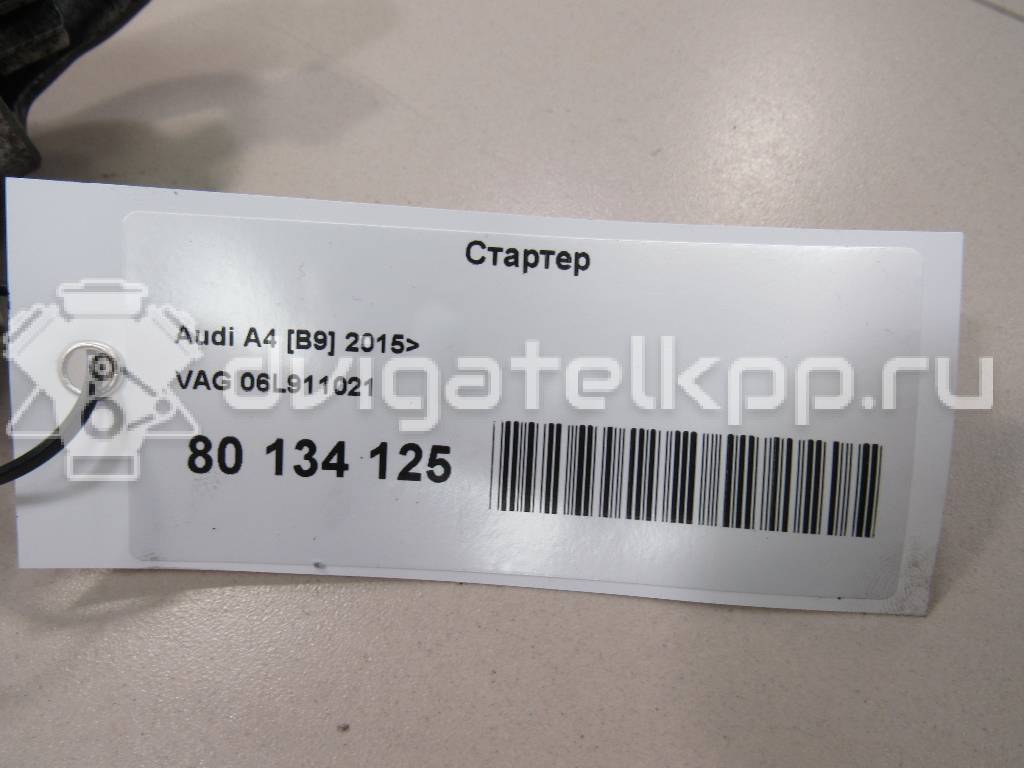 Стартер
Audi A4 [B9] 2015>
VAG 06L911021
80 134 125
dvigatelkpp.ru